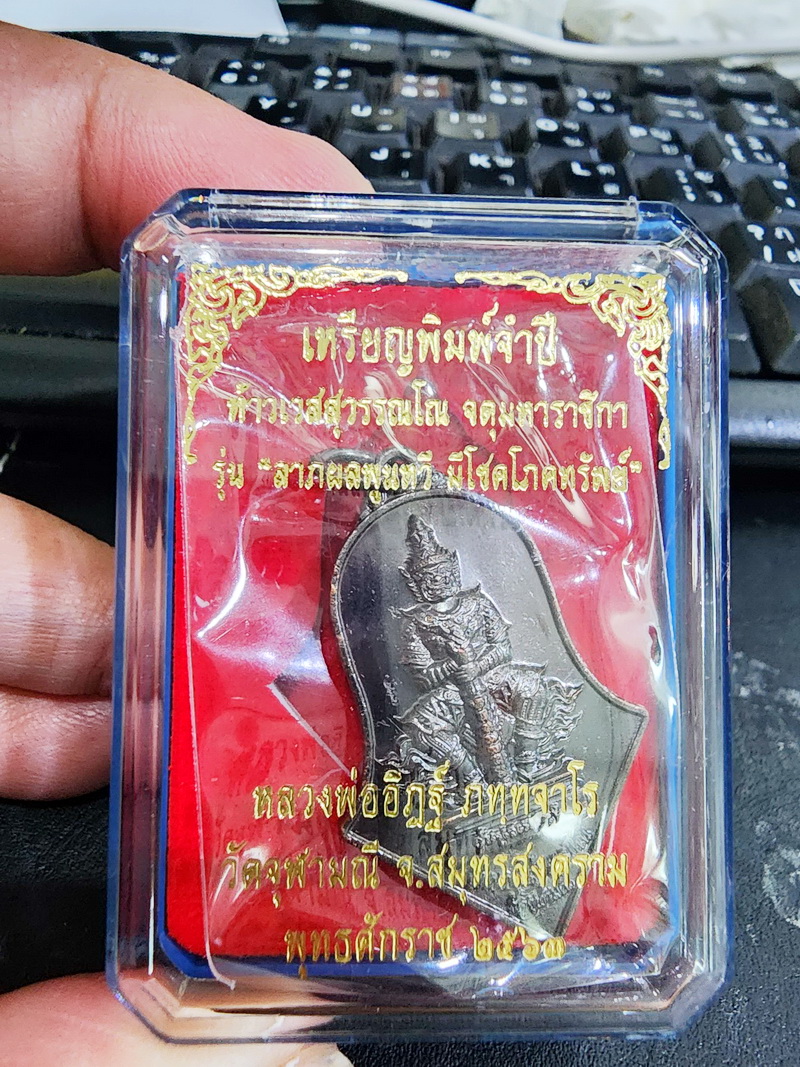 เหรียญพิมพ์จำปี
ท้าวเวสสุวรรณโณ จตุมหาราชิกา
รุ่น "ลาภผลพูนทวี มีโชคโภคทรัพย์"
หลวงพ่ออิฏฐ์ ภทฺทจาโร
วัดจุฬามณี จ.สมุทรสงคราม
พุทธศักราช ๒๕๖๓